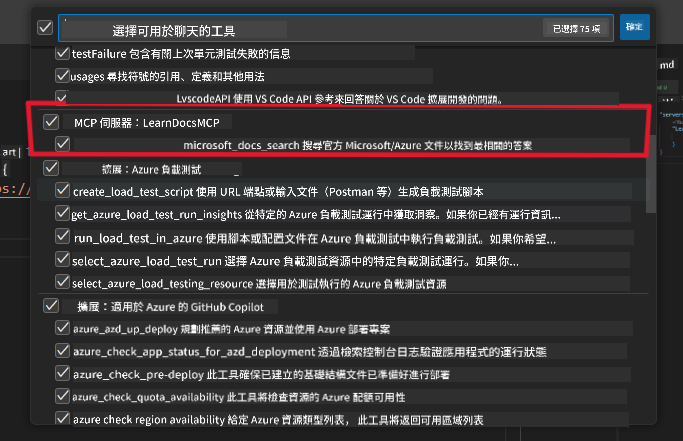 選擇可用於聊天的工具
已選擇 75 項
確定
testFailure 包含有關上次單元測試失敗的信息
usages 尋找符號的引用、定義和其他用法
LvscodeAPI 使用 VS Code API 參考來回答關於 VS Code 擴展開發的問題。
MCP 伺服器：LearnDocsMCP
microsoft_docs_search 搜尋官方 Microsoft/Azure 文件以找到最相關的答案
擴展：Azure 負載測試
create_load_test_script 使用 URL 端點或輸入文件（Postman 等）生成負載測試腳本
get_azure_load_test_run_insights 從特定的 Azure 負載測試運行中獲取洞察。如果你已經有運行資訊...
run_load_test_in_azure 使用腳本或配置文件在 Azure 負載測試中執行負載測試。如果你希望...
select_azure_load_test_run 選擇 Azure 負載測試資源中的特定負載測試運行。如果你...
select_azure_load_testing_resource 選擇用於測試執行的 Azure 負載測試資源
擴展：適用於 Azure 的 GitHub Copilot
azure_azd_up_deploy 規劃推薦的 Azure 資源並使用 Azure 部署專案
azure_check_app_status_for_azd_deployment 透過檢索控制台日志驗證應用程式的運行狀態
azure_check_pre-deploy 此工具確保已建立的基礎結構文件已準備好進行部署
azure_check_quota_availability 此工具將檢查資源的 Azure 配額可用性
azure check region availability 給定 Azure 資源類型列表，此工具將返回可用區域列表
art|
{
s://
md
"servers
}